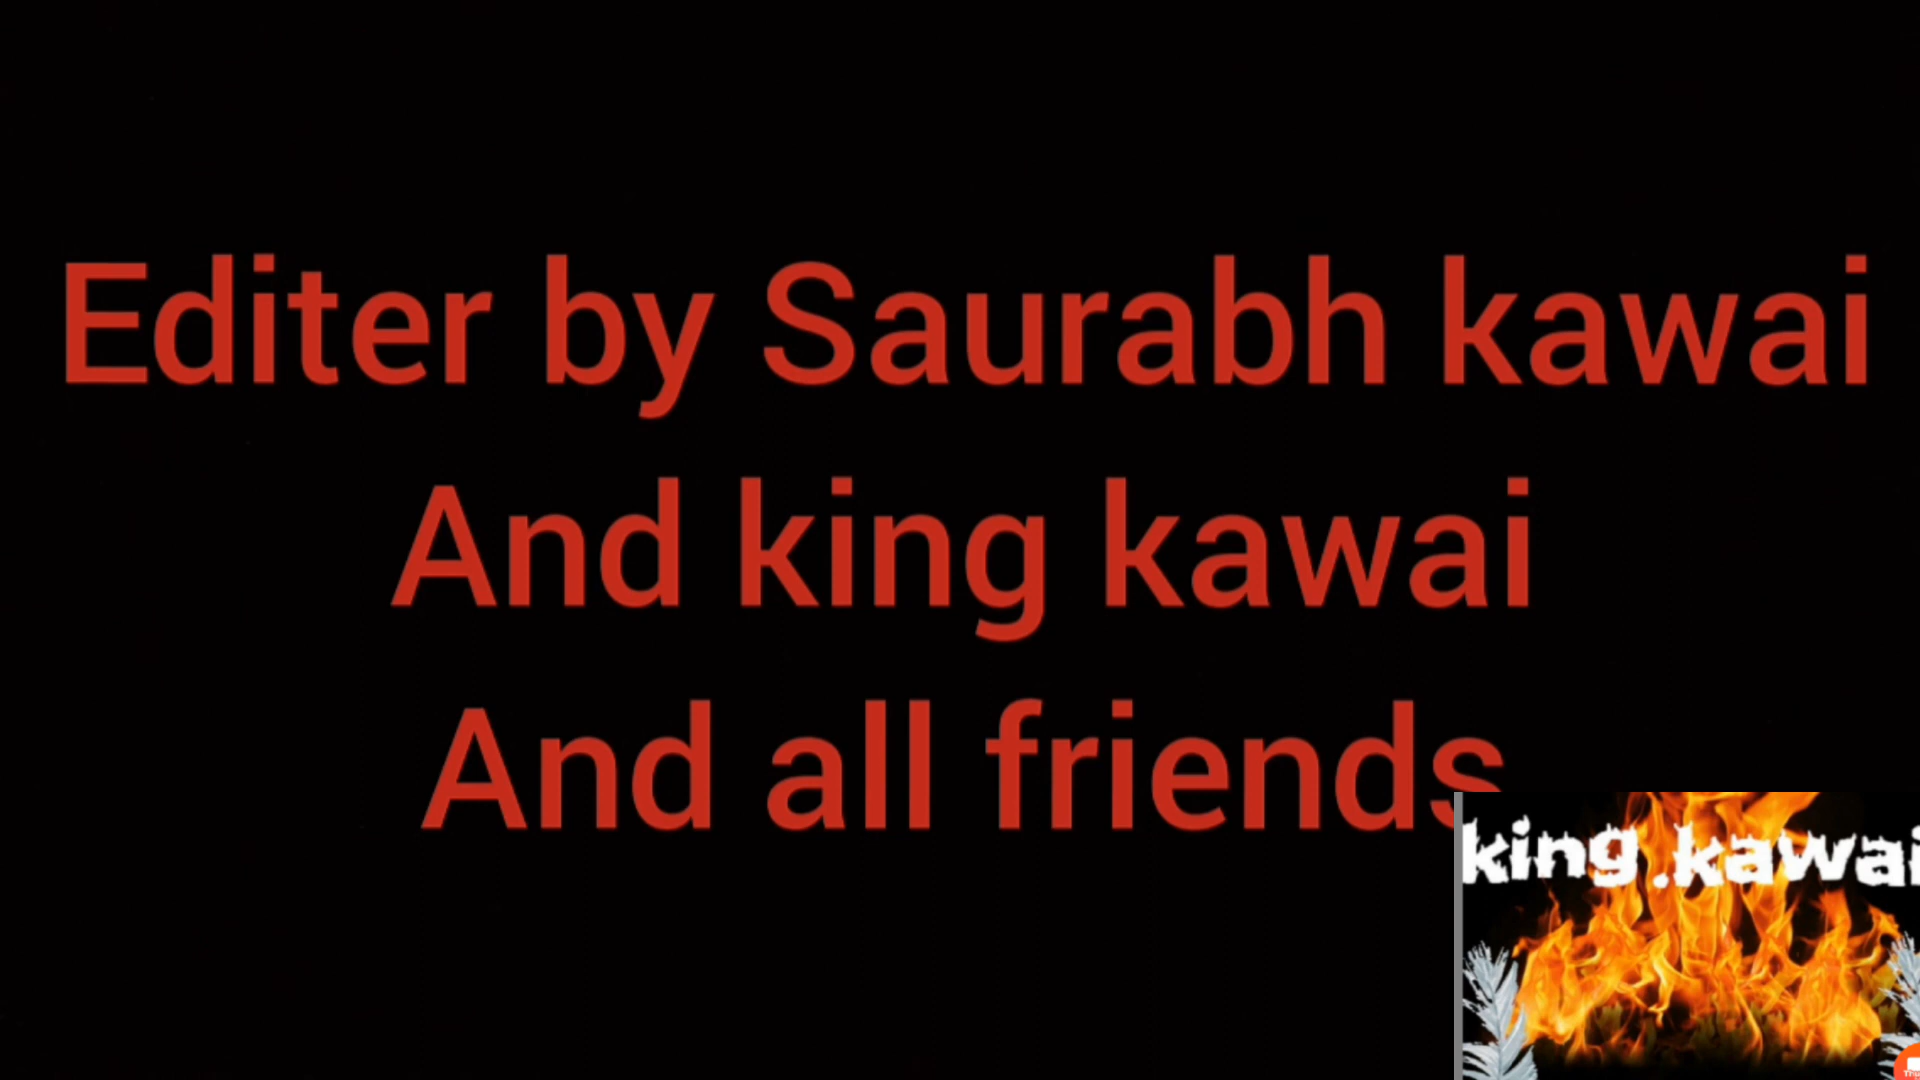 Editer by Saurabh kawai
And king kawai
And all friends
king.kawai